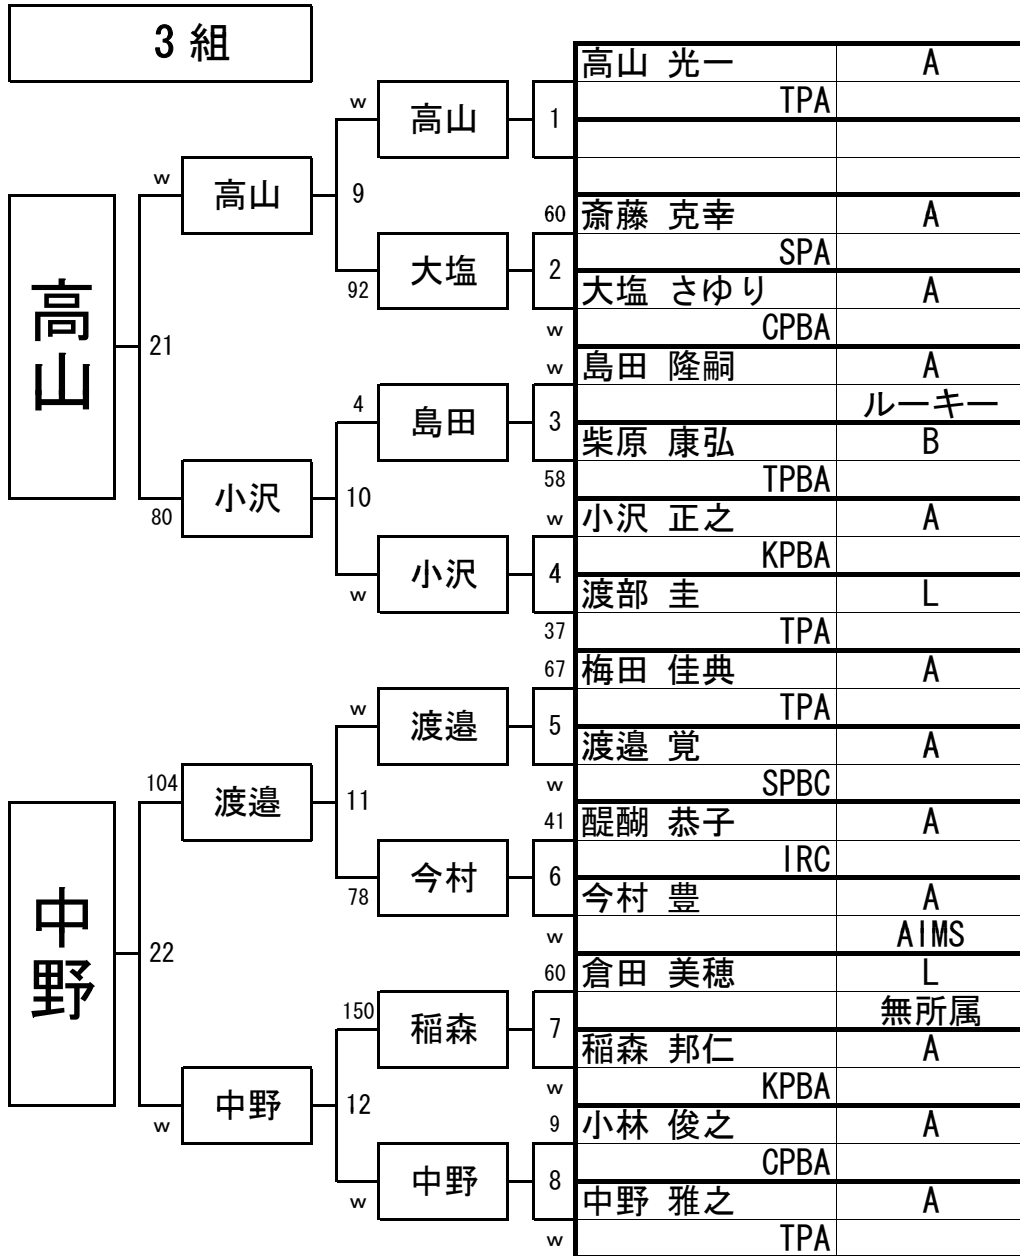 3 組
高山 光一 A
TPA
w 高山 1
w 高山 9
60 斎藤 克幸 A
SPA
大塩 2
92
大塩 さゆり A
w CPBA
高山 21
w 島田 隆嗣 A
ルーキー
4 島田 3
柴原 康弘 B
58 TPBA
小沢 10
80
w 小沢 正之 A
KPBA
小沢 4
w
渡部 圭 L
37 TPA
67 梅田 佳典 A
TPA
w 渡邉 5
渡邉 覚 A
w SPBC
104 渡邉 11
41 醍醐 恭子 A
IRC
今村 6
78
今村 豊 A
w AIMS
中野 22
60 倉田 美穂 L
無所属
150 稲森 7
稲森 邦仁 A
w KPBA
中野 12
w
9 小林 俊之 A
CPBA
中野 8
w
中野 雅之 A
w TPA